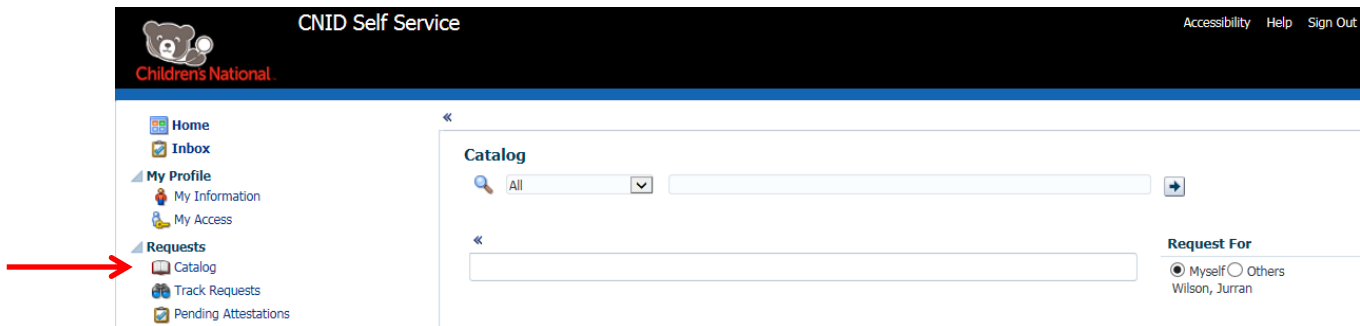 CNID Self Service
Accessibility Help Sign Out
Children's National
Home
Inbox
My Profile
My Information
My Access
Requests
Catalog
Track Requests
Pending Attestations
«
Catalog
All
«
Request For
Myself Others
Wilson, Jurran